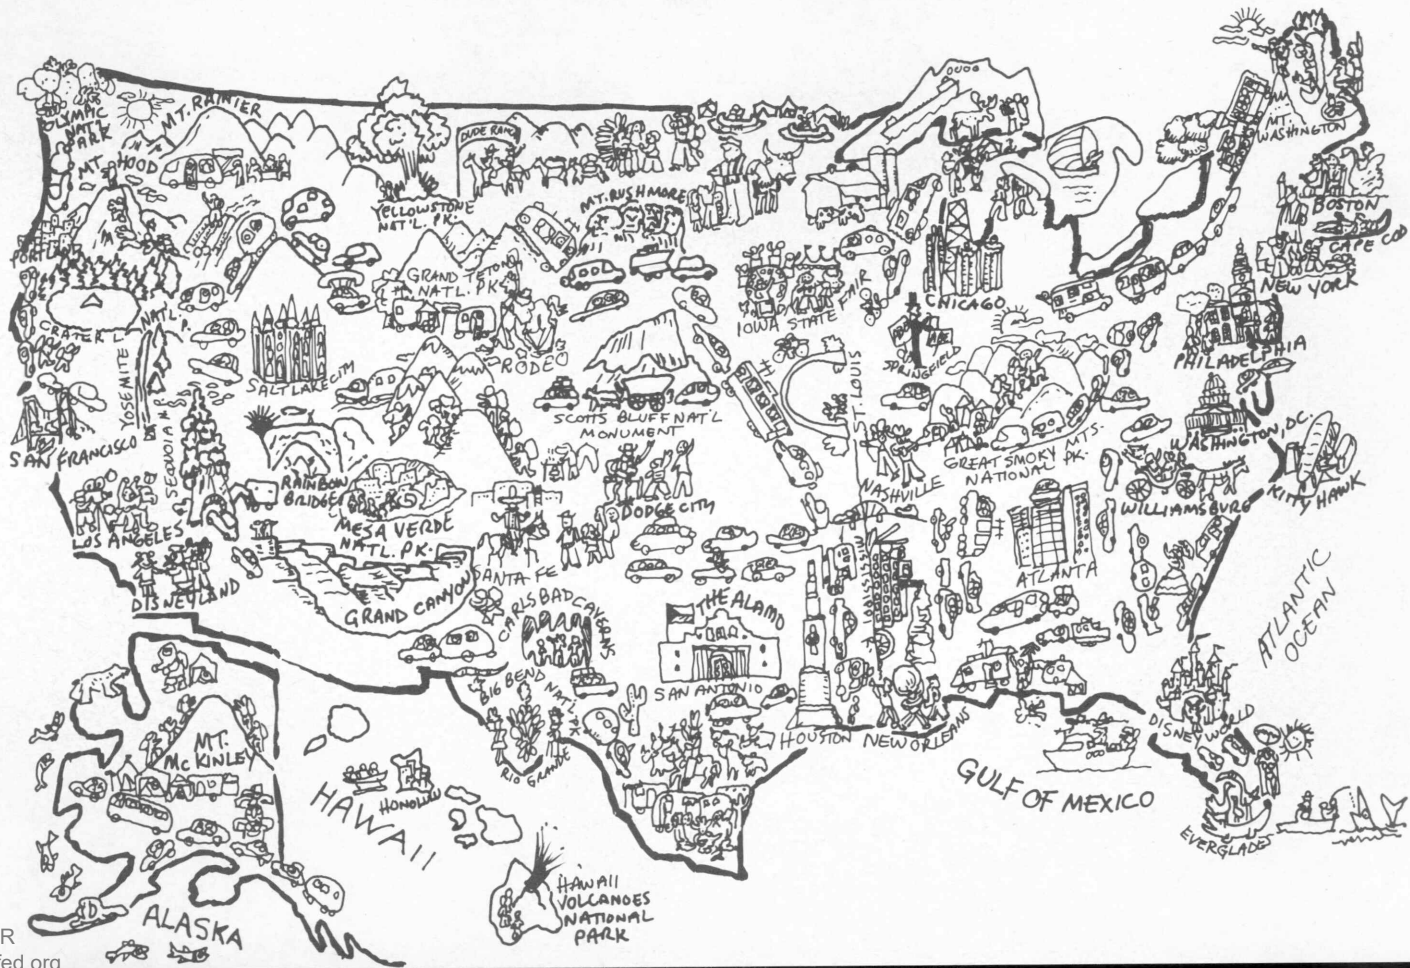 OLYMPIC
NAT'L
PARK
MT. RAINIER
MT. HOOD
DUDE RANCH
YELLOWSTONE
NAT'L. PK.
MT. RUSHMORE
MT.
WASHINGTON
BOSTON
CAPE COD
NEW YORK
GRAND TETON
NATL. PK.
CRATER L.
NAT'L P.
IOWA STATE
FAIR
CHICAGO
PHILADELPHIA
SPRINGFIELD
ST. LOUIS
RODEO
SALT LAKE CITY
YOSEMITE
SAN FRANCISCO
SEQUOIA
SCOTTS BLUFF NAT'L
MONUMENT
GREAT SMOKY MTS.
NATIONAL PK.
NASHVILLE
WASHINGTON, D.C.
KITTY HAWK
WILLIAMSBURG
RAINBOW
BRIDGE
MESA VERDE
NATL. PK.
DODGE CITY
LOS ANGELES
DISNEYLAND
GRAND CANYON
SANTA-FE
MISSISSIPPI
ATLANTA
ATLANTIC
OCEAN
CARLSBAD CAVERNS
THE ALAMO
SAN ANTONIO
BIG BEND NAT'L
RIO GRANDE
HOUSTON
NEW ORLEANS
DISNEY WORLD
GULF OF MEXICO
EVERGLADES
MT.
McKINLEY
ALASKA
HAWAII
HONOLULU
HAWAII
VOLCANOES
NATIONAL
PARK